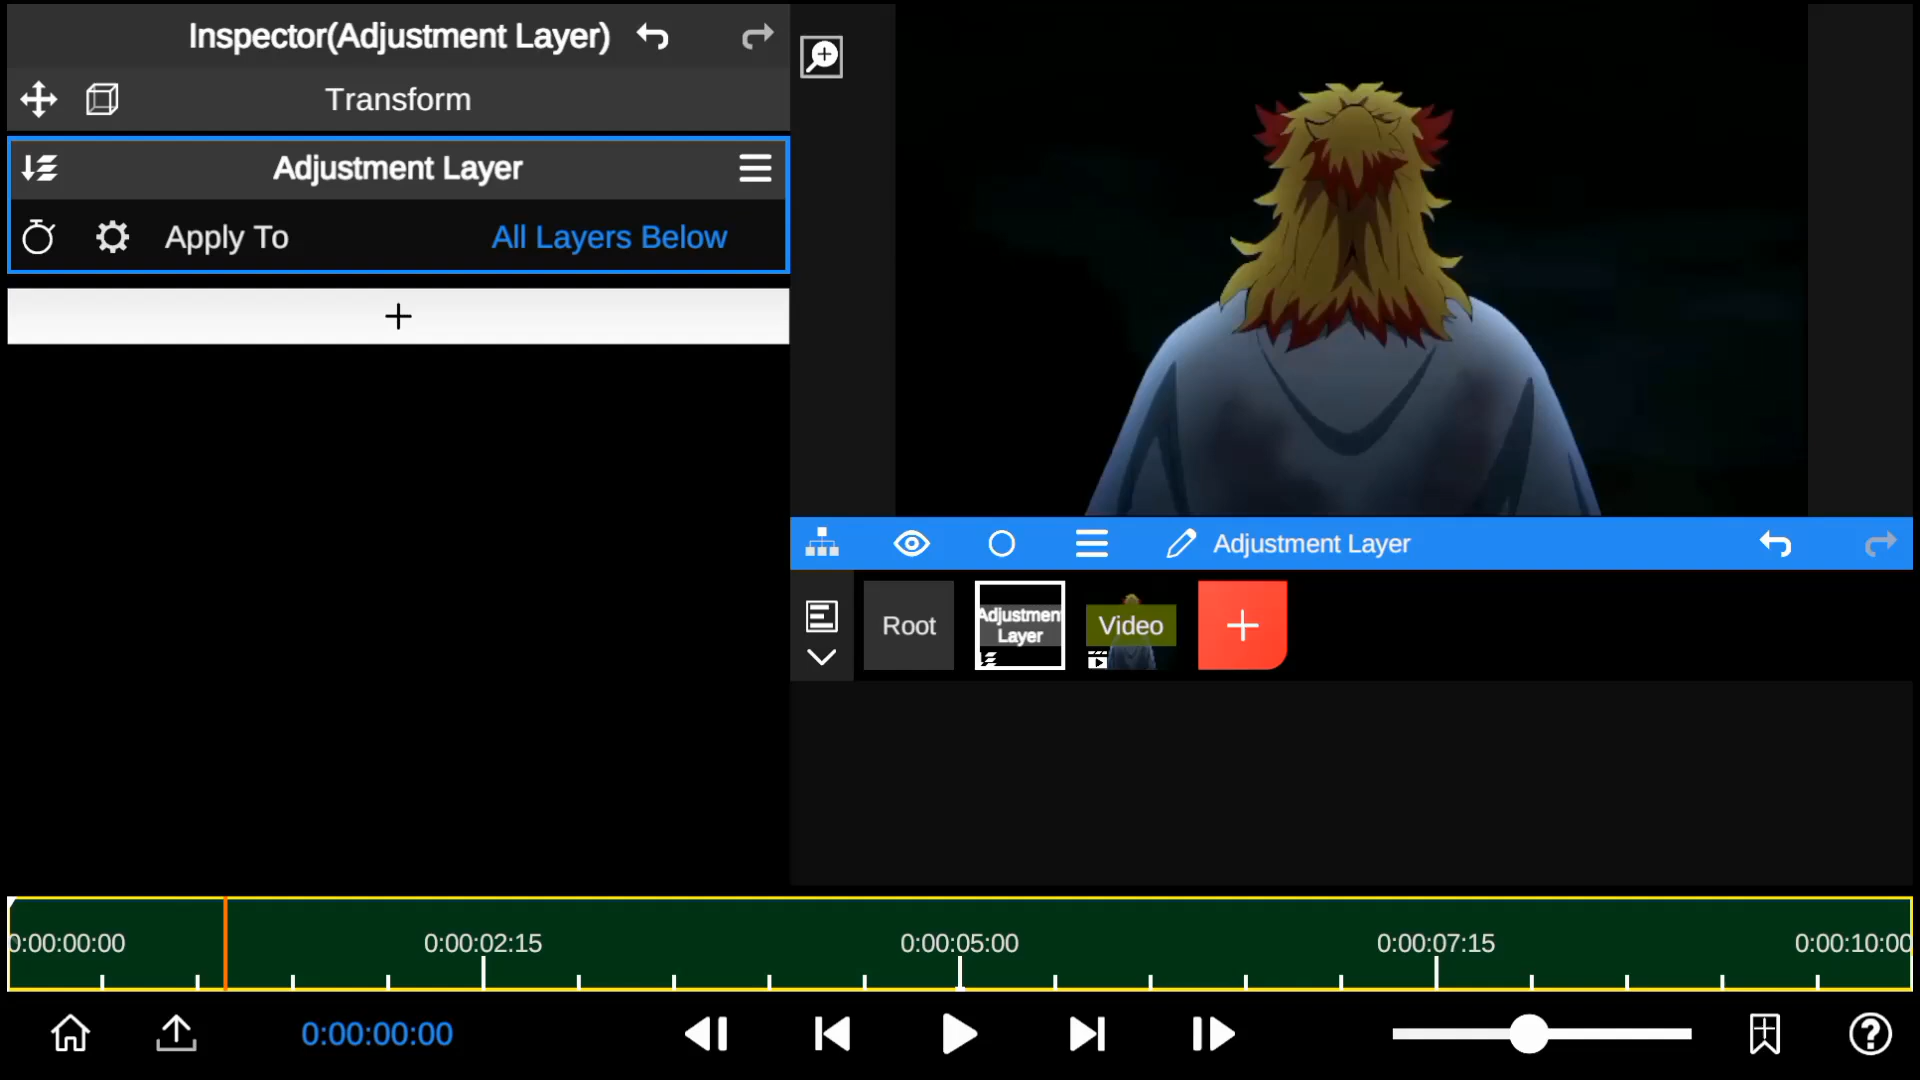 Inspector(Adjustment Layer)
Transform
Adjustment Layer
Apply To All Layers Below
+
Adjustment Layer
Root
Adjustmen
Layer
Video
+
0:00:00:00 0:00:02:15 0:00:05:00 0:00:07:15 0:00:10:00
0:00:00:00
?